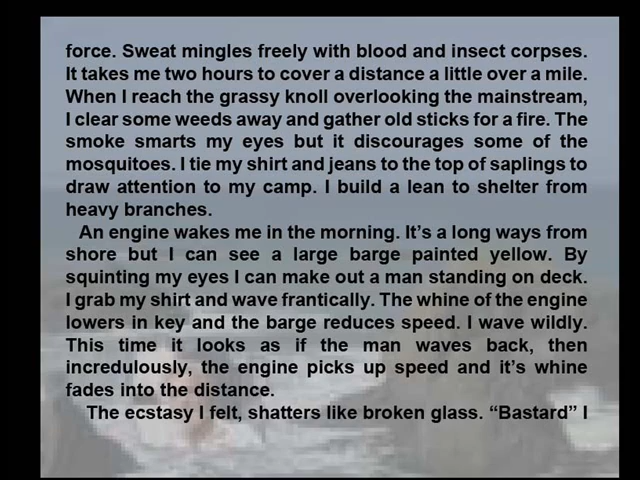 force. Sweat mingles freely with blood and insect corpses.
It takes me two hours to cover a distance a little over a mile.
When I reach the grassy knoll overlooking the mainstream,
I clear some weeds away and gather old sticks for a fire. The
smoke smarts my eyes but it discourages some of the
mosquitoes. I tie my shirt and jeans to the top of saplings to
draw attention to my camp. I build a lean to shelter from
heavy branches.
An engine wakes me in the morning. It’s a long ways from
shore but I can see a large barge painted yellow. By
squinting my eyes I can make out a man standing on deck.
I grab my shirt and wave frantically. The whine of the engine
lowers in key and the barge reduces speed. I wave wildly.
This time it looks as if the man waves back, then
incredulously, the engine picks up speed and it’s whine
fades into the distance.
The ecstasy I felt, shatters like broken glass. “Bastard” I